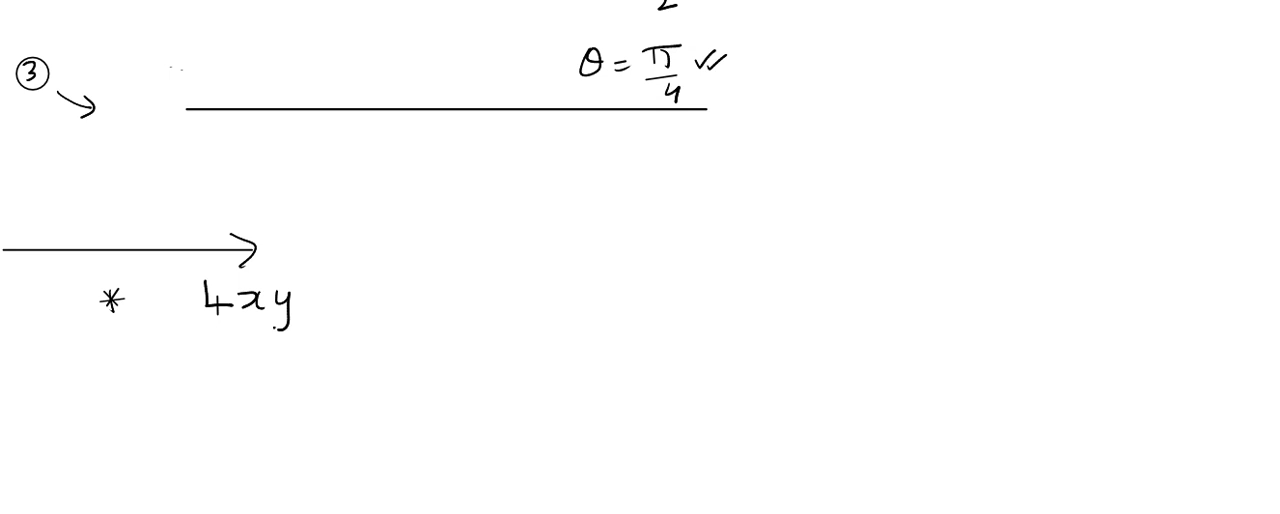 θ = π/4 ✓✓
③
* 4xy